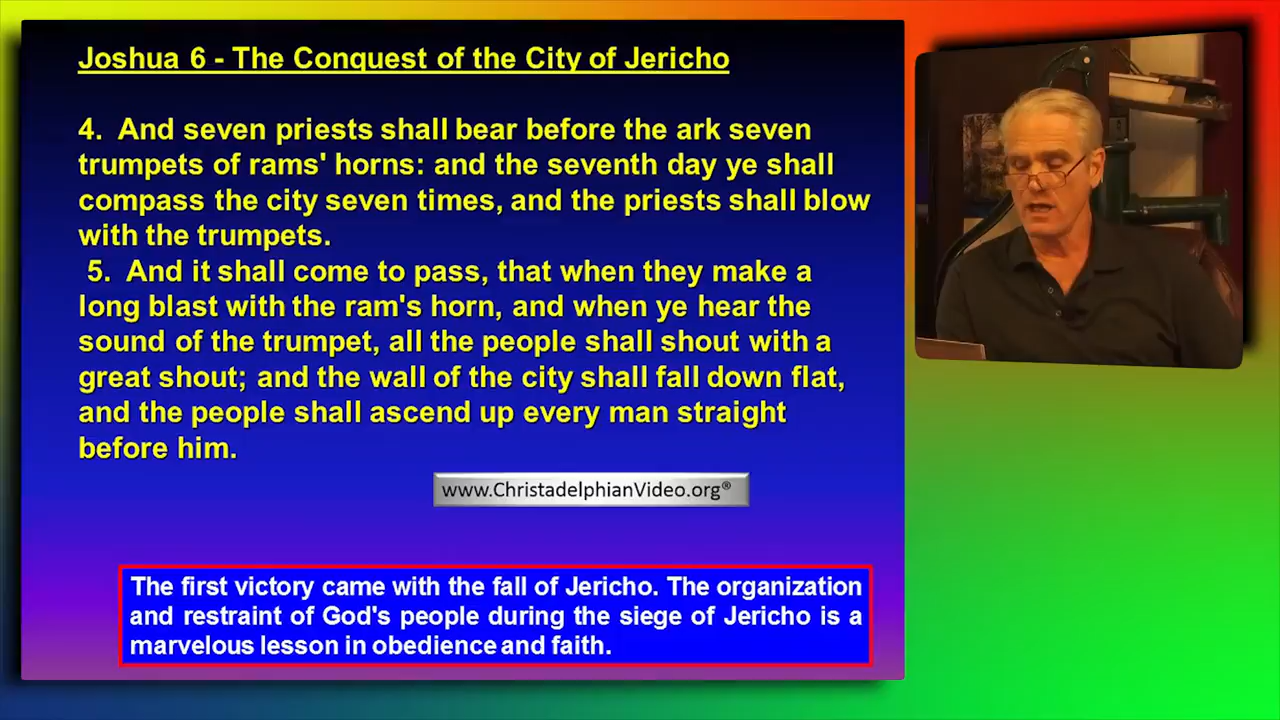 Joshua 6 - The Conquest of the City of Jericho
4. And seven priests shall bear before the ark seven
trumpets of rams' horns: and the seventh day ye shall
compass the city seven times, and the priests shall blow
with the trumpets.
5. And it shall come to pass, that when they make a
long blast with the ram's horn, and when ye hear the
sound of the trumpet, all the people shall shout with a
great shout; and the wall of the city shall fall down flat,
and the people shall ascend up every man straight
before him.
www.ChristadelphianVideo.org®
The first victory came with the fall of Jericho. The organization
and restraint of God's people during the siege of Jericho is a
marvelous lesson in obedience and faith.